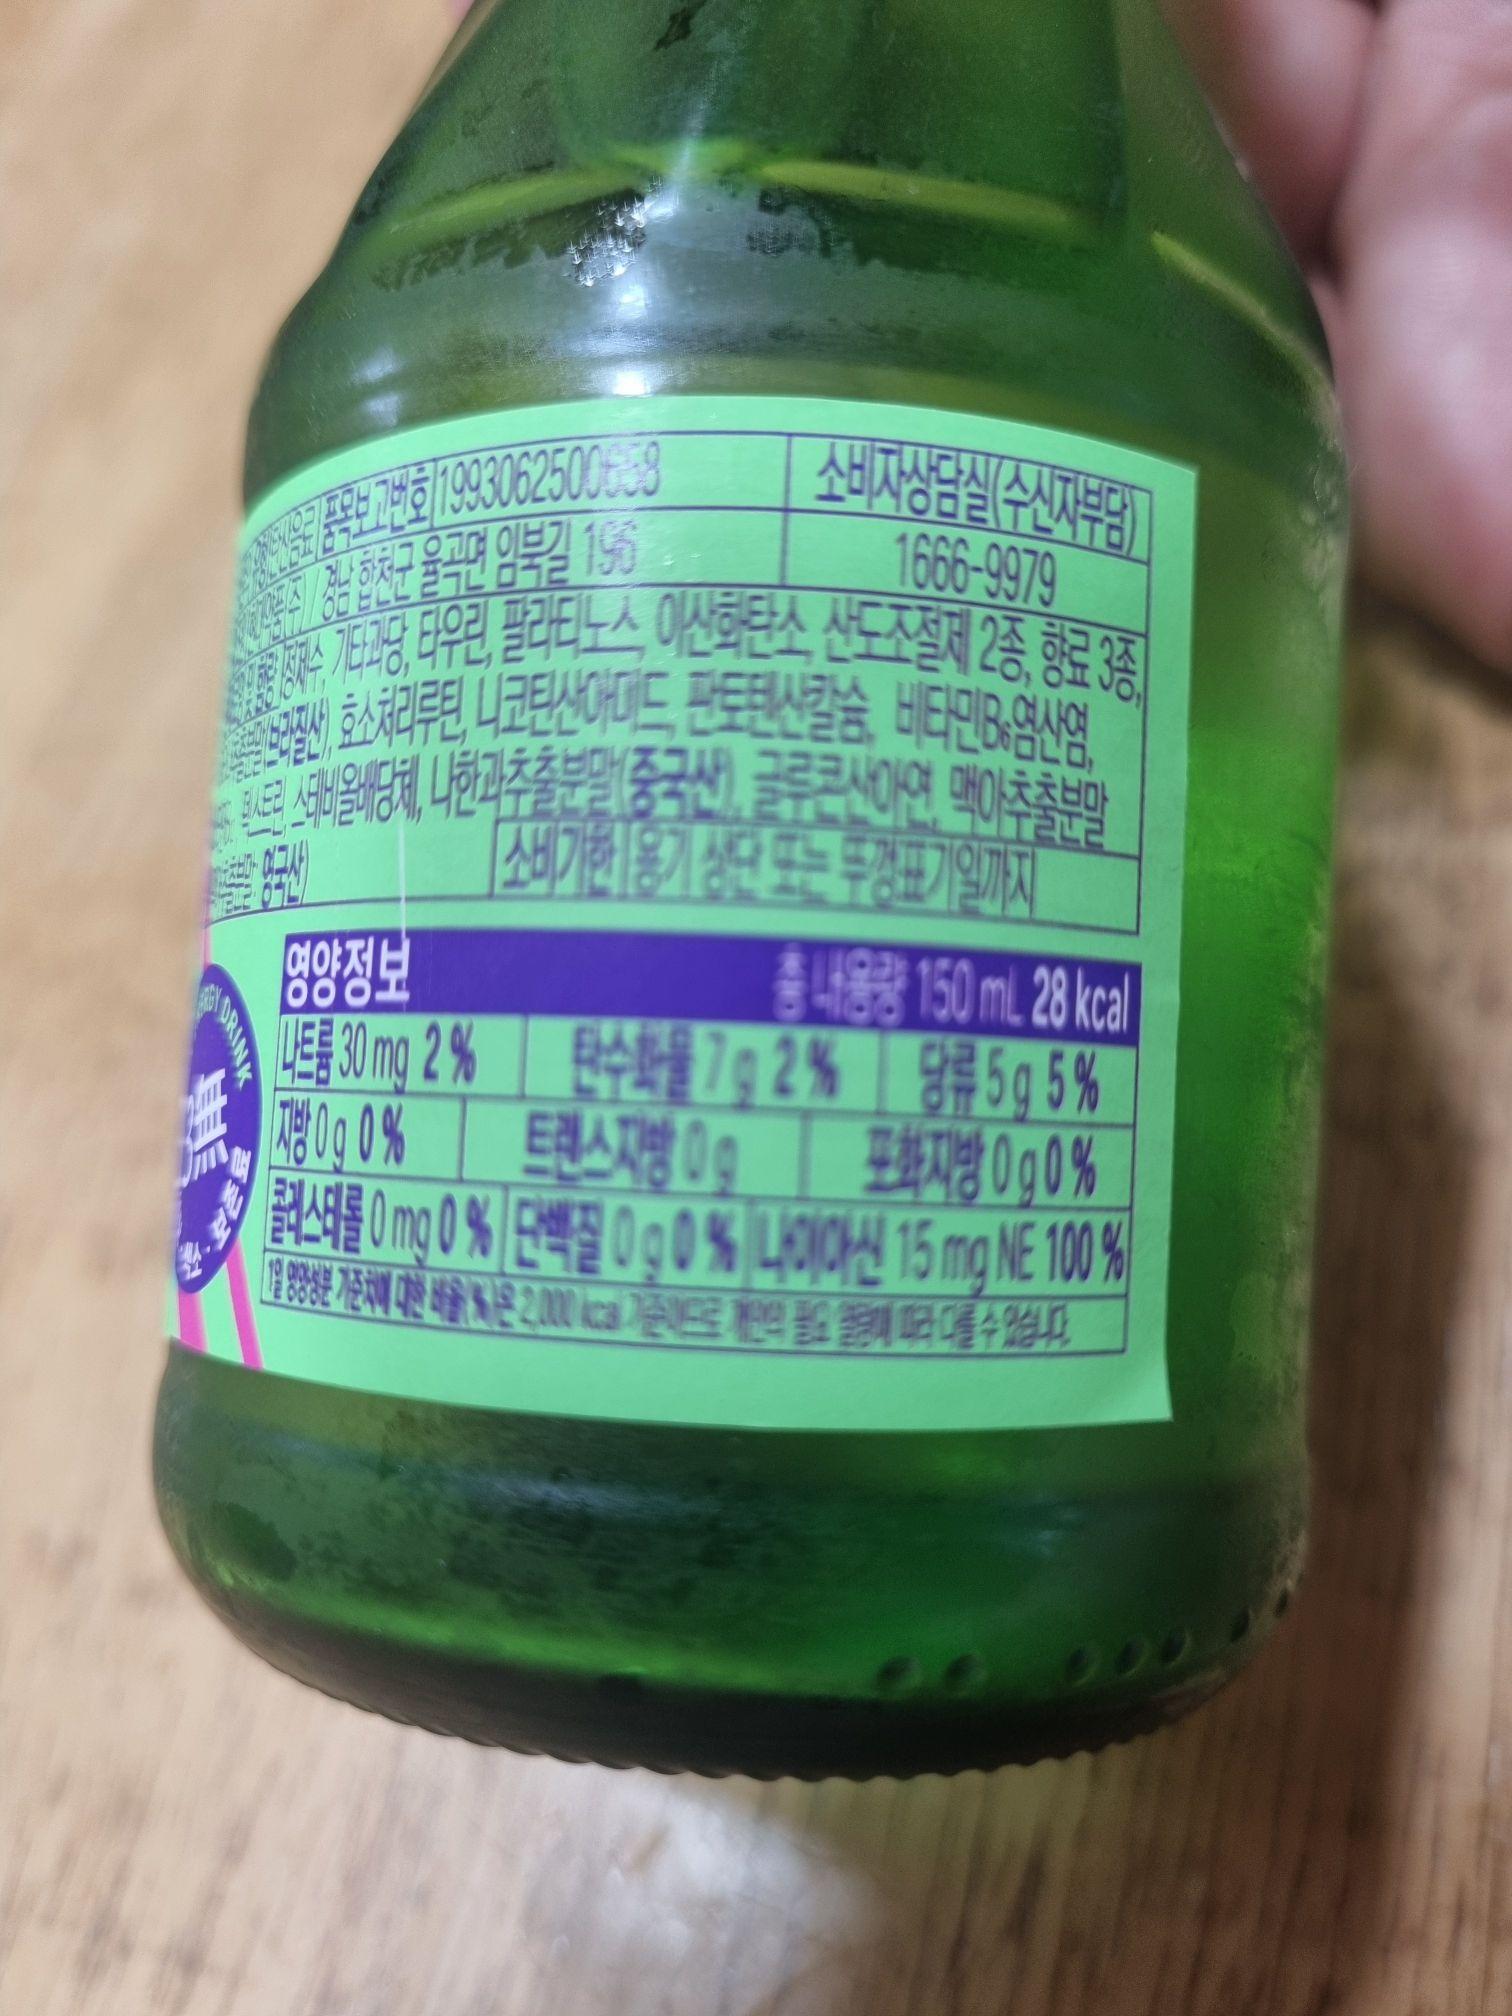 탄산음료 품목보고번호 1993062500658 소비자상담실(수신자부담)
경남 합천군 율곡면 임북길 196 1666-9979
정제수, 기타과당, 타우린, 팔라티노스, 이산화탄소, 산도조절제 2종, 향료 3종,
(브라질산), 효소처리루틴, 니코틴산아미드, 판토텐산칼슘, 비타민B₆염산염,
덱스트린, 스테비올배당체, 나한과추출분말(중국산), 글루콘산아연, 맥아추출분말
영국산) 소비기한 용기 상단 또는 뚜껑표기일까지
영양정보 총 내용량 150 mL 28 kcal
나트륨 30 mg 2 % 탄수화물 7 g 2 % 당류 5 g 5 %
지방 0 g 0 % 트랜스지방 0 g 포화지방 0 g 0 %
콜레스테롤 0 mg 0 % 단백질 0 g 0 % 나이아신 15 mg NE 100 %
1일 영양성분 기준치에 대한 비율(%)은 2,000 kcal 기준이므로 개인의 필요 열량에 따라 다를 수 있습니다.
DRINK
無